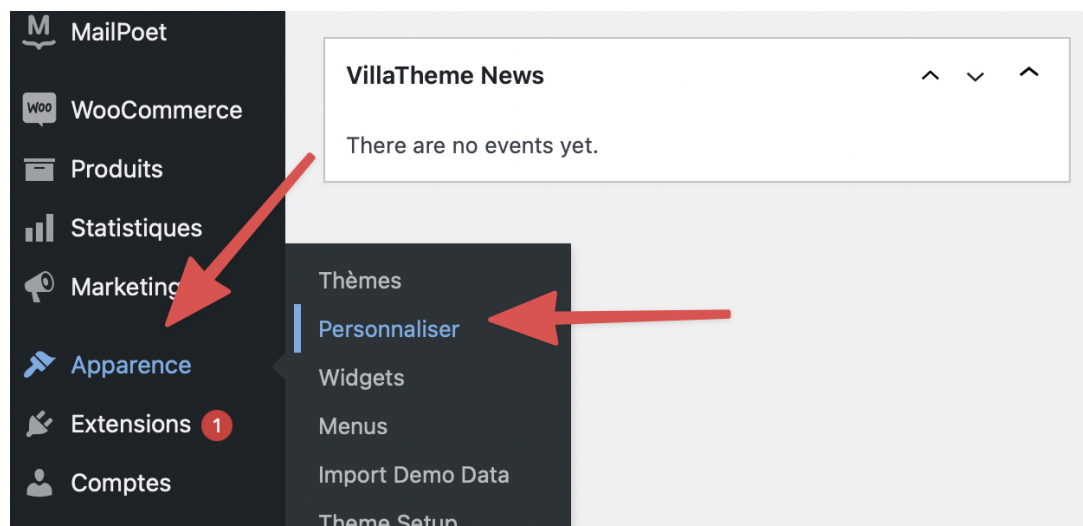 MailPoet
WooCommerce
Produits
Statistiques
Marketing
Apparence
Extensions 1
Comptes
VillaTheme News
There are no events yet.
Thèmes
Personnaliser
Widgets
Menus
Import Demo Data
Theme Setup